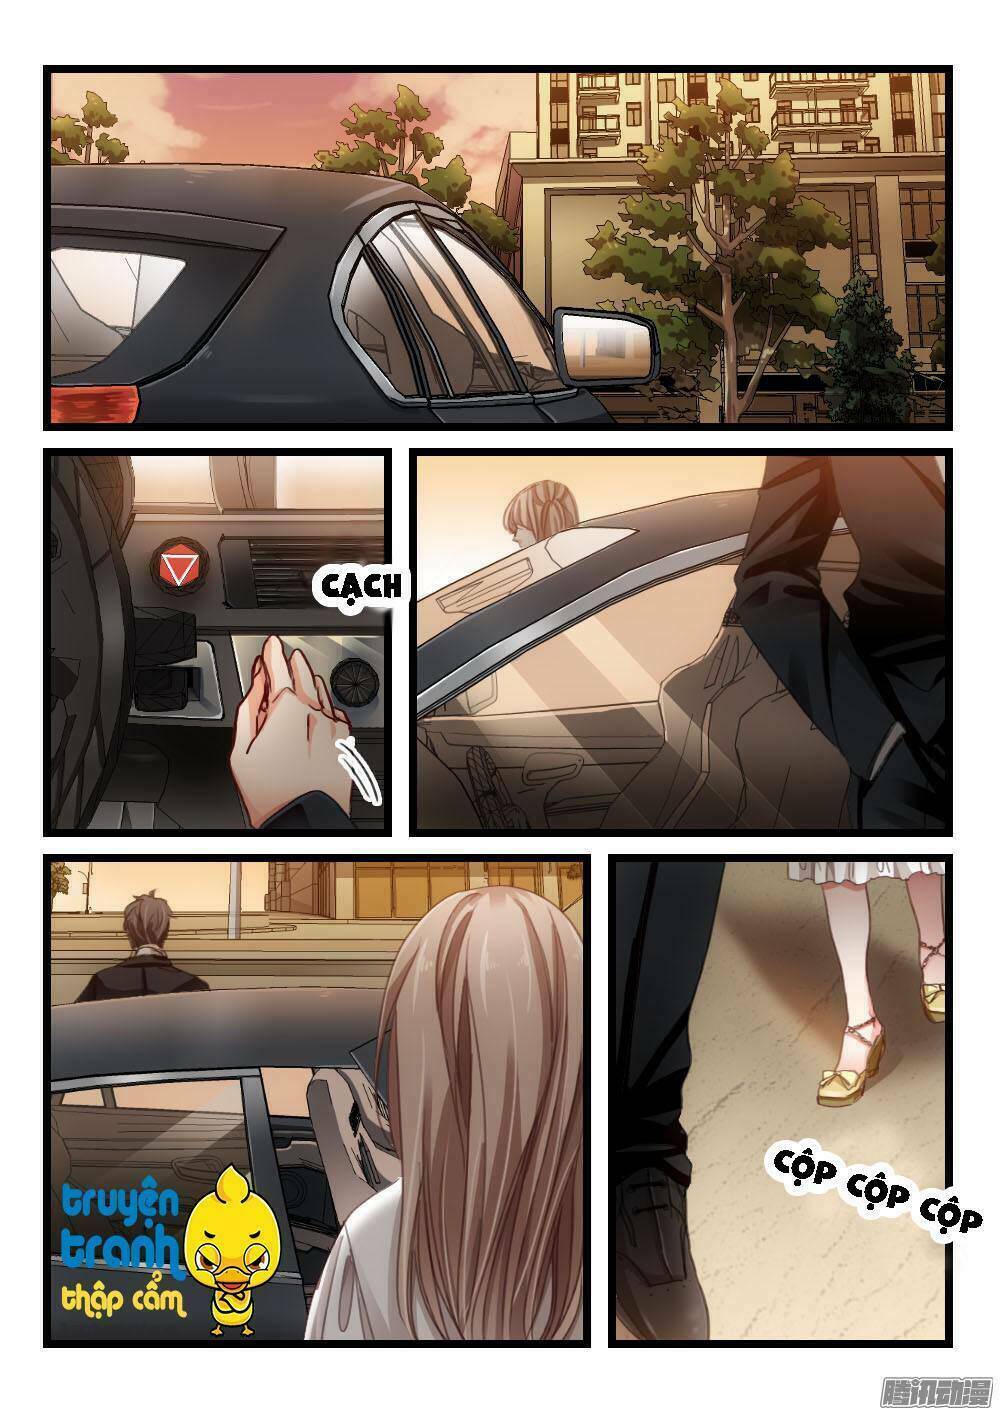 CẠCH
truyện
tranh
thập cẩm
CỘP CỘP CỘP
腾讯动漫